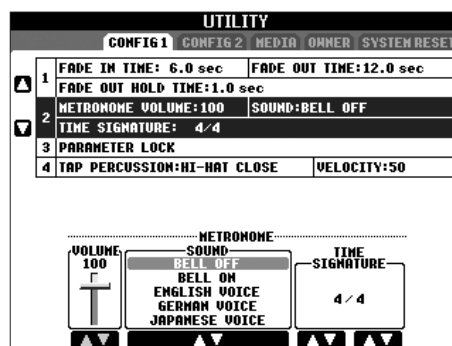 UTILITY
CONFIG 1 CONFIG 2 MEDIA OWNER SYSTEM RESET
1 FADE IN TIME: 6.0 sec FADE OUT TIME:12.0 sec
FADE OUT HOLD TIME:1.0 sec
2 METRONOME VOLUME:100 SOUND:BELL OFF
TIME SIGNATURE: 4/4
3 PARAMETER LOCK
4 TAP PERCUSSION:HI-HAT CLOSE VELOCITY:50
METRONOME
VOLUME SOUND TIME SIGNATURE
100 BELL OFF
BELL ON
ENGLISH VOICE 4/4
GERMAN VOICE
JAPANESE VOICE